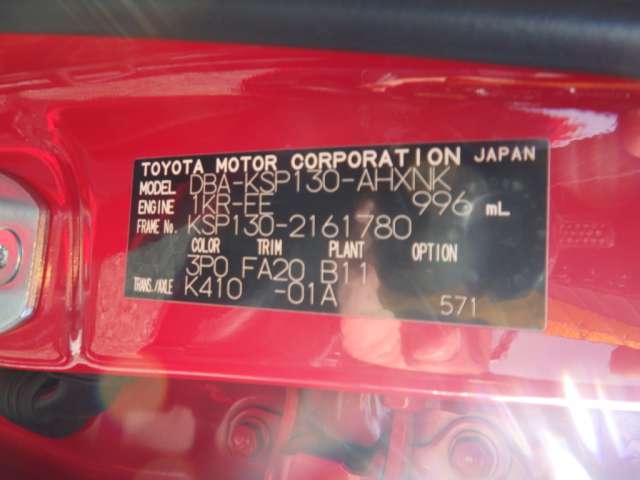 TOYOTA MOTOR CORPORATION JAPAN
MODEL DBA-KSP130-AHXNK
ENGINE 1KR-FE 996 mL
FRAME No. KSP130-2161780
COLOR TRIM PLANT OPTION
3P0 FA20 B11
TRANS./AXLE K410 -01A 571